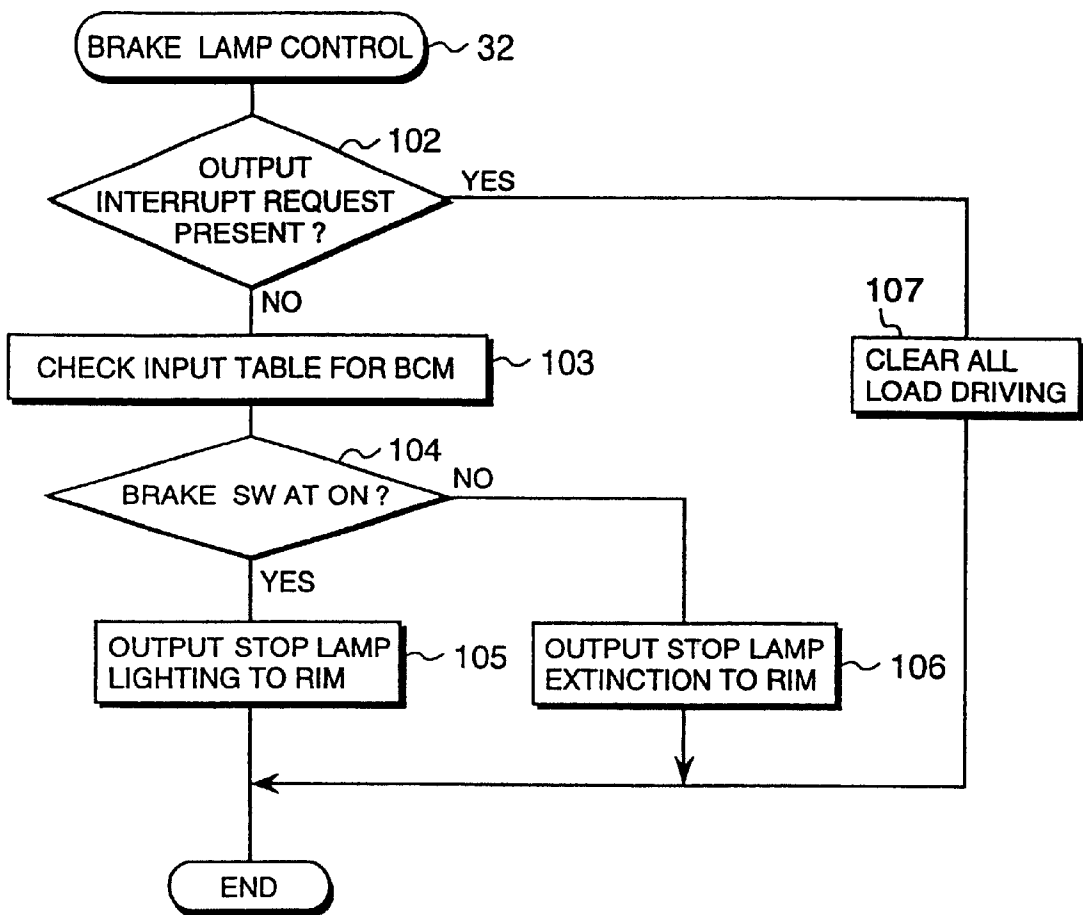 BRAKE LAMP CONTROL
32
102
OUTPUT
INTERRUPT REQUEST
PRESENT ?
YES
NO
107
CHECK INPUT TABLE FOR BCM
103
CLEAR ALL
LOAD DRIVING
104
BRAKE SW AT ON ?
NO
YES
OUTPUT STOP LAMP
LIGHTING TO RIM
105
OUTPUT STOP LAMP
EXTINCTION TO RIM
106
END